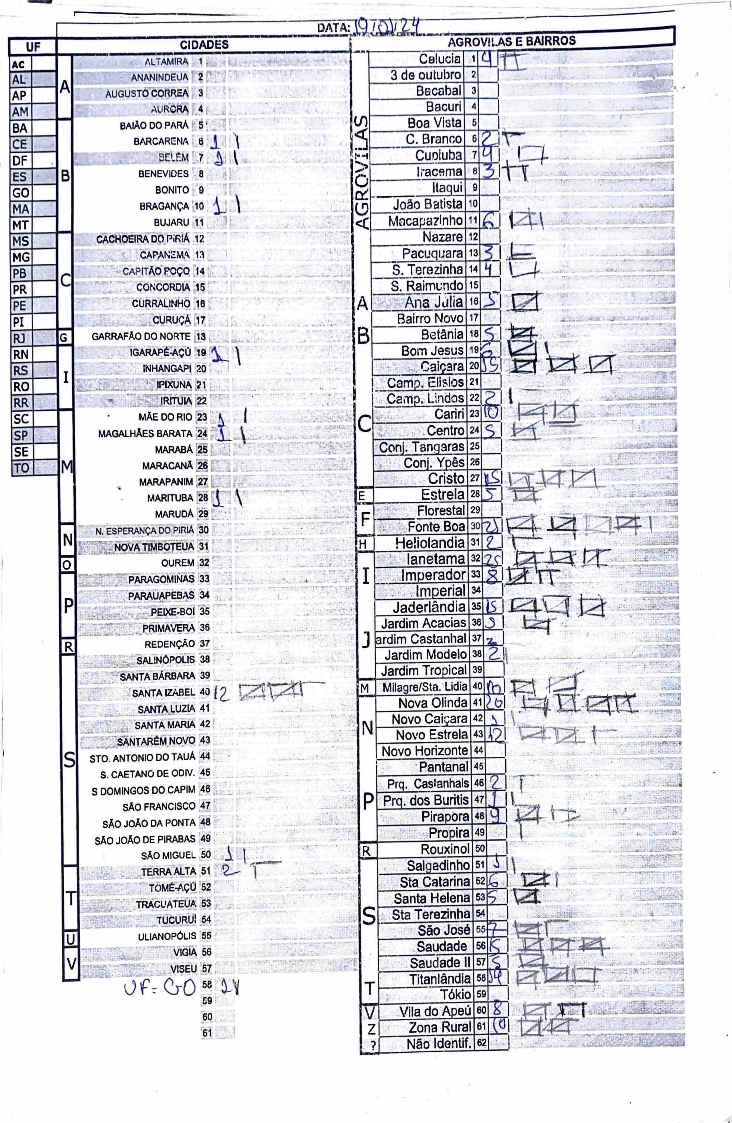 DATA: 19/01/24
UF
CIDADES
AGROVILAS E BAIRROS
AC
AL
AP
AM
BA
CE
DF
ES
GO
MA
MT
MS
MG
PB
PR
PE
PI
RJ
RN
RS
RO
RR
SC
SP
SE
TO
A
ALTAMIRA 1
ANANINDEUA 2
AUGUSTO CORREA 3
AURORA 4
B
BAIÃO DO PARÁ 5
BARCARENA 6 1
BELÉM 7 1
BENEVIDES 8
BONITO 9
BRAGANÇA 10 1
BUJARU 11
C
CACHOEIRA DO PIRIÁ 12
CAPANEMA 13
CAPITÃO POÇO 14
CONCORDIA 15
CURRALINHO 16
CURUÇÁ 17
G
GARRAFÃO DO NORTE 18
I
IGARAPÉ-AÇÚ 19 1
INHANGAPI 20
IPIXUNA 21
IRITUIA 22
M
MÃE DO RIO 23 1
MAGALHÃES BARATA 24 1
MARABÁ 25
MARACANÃ 26
MARAPANIM 27
MARITUBA 28 1
MARUDÁ 29
N
N. ESPERANÇA DO PIRIÁ 30
NOVA TIMBOTEUA 31
O
OUREM 32
P
PARAGOMINAS 33
PARAUAPEBAS 34
PEIXE-BOI 35
PRIMAVERA 36
R
REDENÇÃO 37
S
SALINÓPOLIS 38
SANTA BÁRBARA 39
SANTA IZABEL 40 12
SANTA LUZIA 41
SANTA MARIA 42
SANTARÉM NOVO 43
STO. ANTONIO DO TAUÁ 44
S. CAETANO DE ODIV. 45
S DOMINGOS DO CAPIM 46
SÃO FRANCISCO 47
SÃO JOÃO DA PONTA 48
SÃO JOÃO DE PIRABAS 49
SÃO MIGUEL 50 1
T
TERRA ALTA 51 2
TOMÉ-AÇÚ 52
TRACUATEUA 53
TUCURUÍ 54
U
ULIANOPÓLIS 55
V
VIGIA 56
VISEU 57
UF= GO 58 1
59
60
61
AGROVILAS
Calucia 1 4
3 de outubro 2
Bacabal 3
Bacuri 4
Boa Vista 5
C. Branco 6 2
Cupiuba 7 4
Iracema 8 3
Itaqui 9
João Batista 10
Macapazinho 11 6
Nazare 12
Pacuquara 13 3
S. Terezinha 14 4
S. Raimundo 15
A
Ana Julia 16 5
Bairro Novo 17
B
Betânia 18 5
Bom Jesus 19 6
Caiçara 20 15
C
Camp. Elísios 21
Camp. Lindos 22 2
Cariri 23 10
Centro 24 5
Conj. Tangaras 25
Conj. Ypês 26
Cristo 27 15
E
Estrela 28 5
F
Florestal 29
Fonte Boa 30 21
H
Heliolandia 31 2
I
Ianetama 32
Imperador 33 8
Imperial 34
J
Jaderlândia 35 15
Jardim Acacias 36 5
Jardim Castanhal 37 2
Jardim Modelo 38 2
Jardim Tropical 39
M
Milagre/Sta. Lidia 40 10
N
Nova Olinda 41 20
Novo Caiçara 42 1
Novo Estrela 43 12
Novo Horizonte 44
P
Pantanal 45
Prq. Castanhais 46 2
Prq. dos Buritis 47 1
Pirapora 48 9
Propira 49
R
Rouxinol 50
S
Salgadinho 51 1
Sta Catarina 52 6
Santa Helena 53 5
Sta Terezinha 54
São José 55 7
Saudade 56 15
Saudade II 57 5
T
Titanlândia 58 19
Tókio 59
V
Vila do Apeú 60 8
Z
Zona Rural 61 10
?
Não Identif. 62